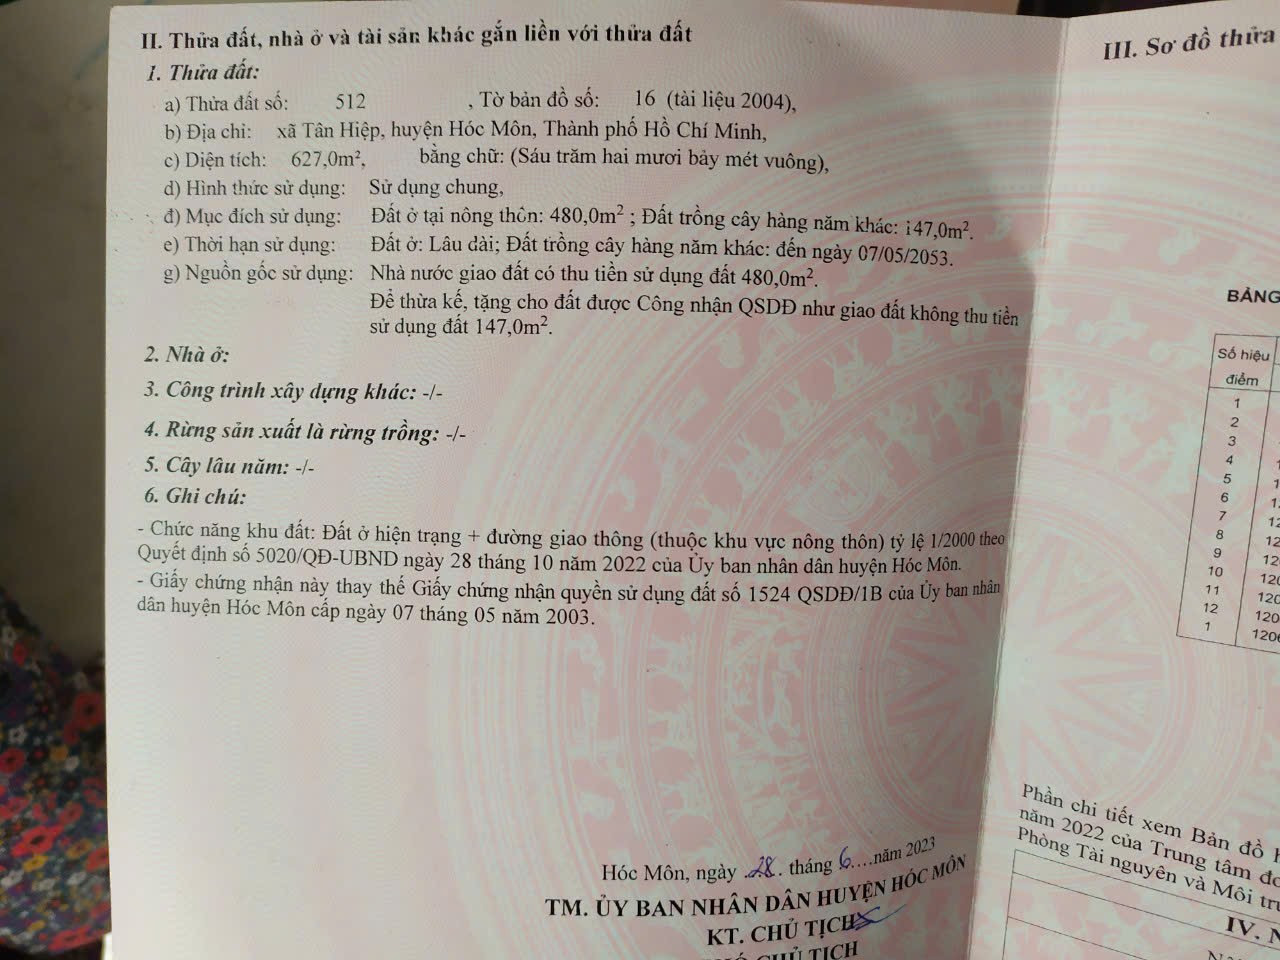 II. Thửa đất, nhà ở và tài sản khác gắn liền với thửa đất
1. Thửa đất:
a) Thửa đất số: 512 , Tờ bản đồ số: 16 (tài liệu 2004),
b) Địa chỉ: xã Tân Hiệp, huyện Hóc Môn, Thành phố Hồ Chí Minh,
c) Diện tích: 627,0m², bằng chữ: (Sáu trăm hai mươi bảy mét vuông),
d) Hình thức sử dụng: Sử dụng chung,
đ) Mục đích sử dụng: Đất ở tại nông thôn: 480,0m² ; Đất trồng cây hàng năm khác: 147,0m².
e) Thời hạn sử dụng: Đất ở: Lâu dài; Đất trồng cây hàng năm khác: đến ngày 07/05/2053.
g) Nguồn gốc sử dụng: Nhà nước giao đất có thu tiền sử dụng đất 480,0m².
Để thừa kế, tặng cho đất được Công nhận QSDĐ như giao đất không thu tiền
sử dụng đất 147,0m².
2. Nhà ở:
3. Công trình xây dựng khác: -/-
4. Rừng sản xuất là rừng trồng: -/-
5. Cây lâu năm: -/-
6. Ghi chú:
- Chức năng khu đất: Đất ở hiện trạng + đường giao thông (thuộc khu vực nông thôn) tỷ lệ 1/2000 theo
Quyết định số 5020/QĐ-UBND ngày 28 tháng 10 năm 2022 của Ủy ban nhân dân huyện Hóc Môn.
- Giấy chứng nhận này thay thế Giấy chứng nhận quyền sử dụng đất số 1524 QSDĐ/1B của Ủy ban nhân
dân huyện Hóc Môn cấp ngày 07 tháng 05 năm 2003.
Hóc Môn, ngày 28. tháng 6....năm 2023
TM. ỦY BAN NHÂN DÂN HUYỆN HÓC MÔN
KT. CHỦ TỊCH
CHỦ TỊCH
III. Sơ đồ thửa
BẢNG
Số hiệu
điểm
1
2
3
4 1
5 1
6 1
7 12
8 12
9 120
10 120
11 120
12 120
1 1206
Phần chi tiết xem Bản đồ
năm 2022 của Trung tâm
Phòng Tài nguyên và Môi
IV.